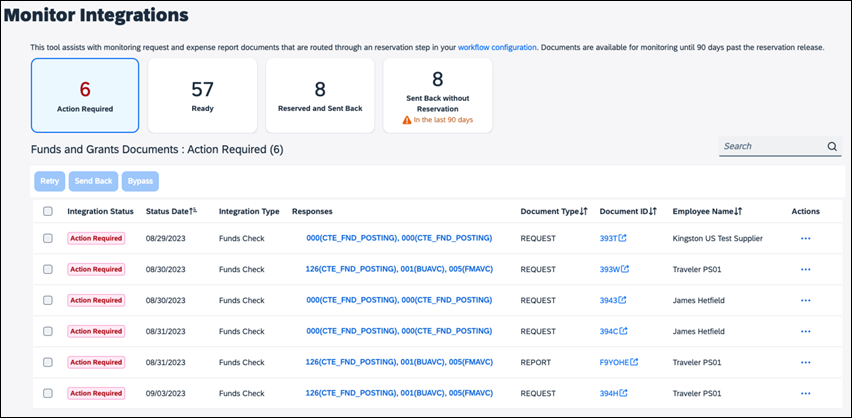 Monitor Integrations
This tool assists with monitoring request and expense report documents that are routed through an reservation step in your workflow configuration. Documents are available for monitoring until 90 days past the reservation release.
6
Action Required
57
Ready
8
Reserved and Sent Back
8
Sent Back without
Reservation
In the last 90 days
Funds and Grants Documents : Action Required (6)
Search
Retry Send Back Bypass
Integration Status Status Date Integration Type Responses Document Type Document ID Employee Name Actions
Action Required 08/29/2023 Funds Check 000(CTE_FND_POSTING), 000(CTE_FND_POSTING) REQUEST 393T Kingston US Test Supplier ...
Action Required 08/30/2023 Funds Check 126(CTE_FND_POSTING), 001(BUAVC), 005(FMAVC) REQUEST 393W Traveler PS01 ...
Action Required 08/30/2023 Funds Check 000(CTE_FND_POSTING), 000(CTE_FND_POSTING) REQUEST 3943 James Hetfield ...
Action Required 08/31/2023 Funds Check 000(CTE_FND_POSTING), 000(CTE_FND_POSTING) REQUEST 394C James Hetfield ...
Action Required 08/31/2023 Funds Check 126(CTE_FND_POSTING), 001(BUAVC), 005(FMAVC) REPORT F9YOHE Traveler PS01 ...
Action Required 09/03/2023 Funds Check 126(CTE_FND_POSTING), 001(BUAVC), 005(FMAVC) REQUEST 394H Traveler PS01 ...